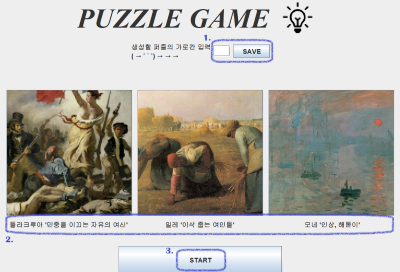 PUZZLE GAME
1.
생성할 퍼즐의 가로칸 입력
SAVE
(→ ˇ ˇ ) → → →
들라크루아 '민중을 이끄는 자유의 여신'
밀레 '이삭 줍는 여인들'
모네 '인상, 해돋이'
2.
3.
START